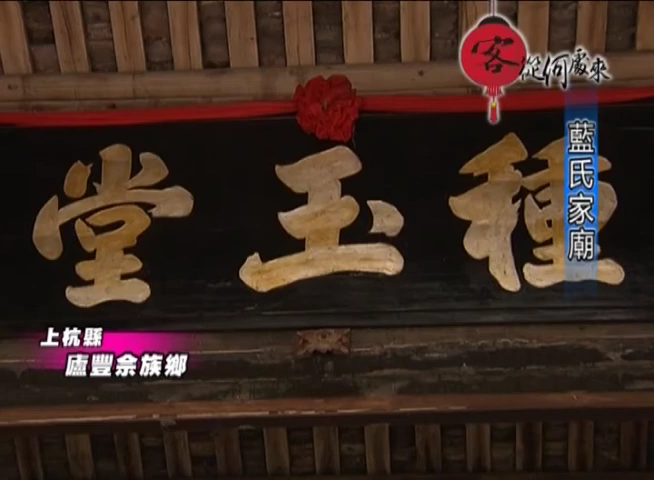 客從何處來
藍氏家廟
種玉堂
上杭縣
廬豐畲族鄉